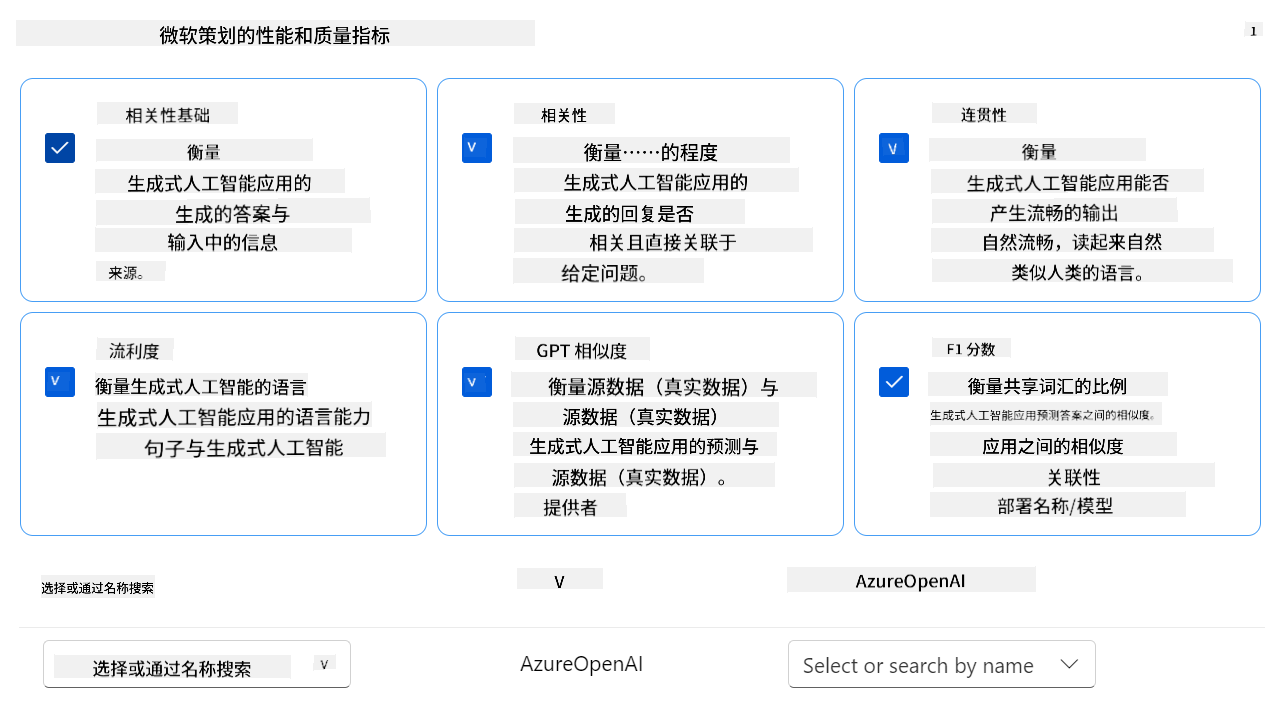 微软策划的性能和质量指标
1
相关性基础
衡量
生成式人工智能应用的
生成的答案与
输入中的信息
来源。
V
相关性
衡量……的程度
生成式人工智能应用的
生成的回复是否
相关且直接关联于
给定问题。
V
连贯性
衡量
生成式人工智能应用能否
产生流畅的输出
自然流畅，读起来自然
类似人类的语言。
V
流利度
衡量生成式人工智能的语言
生成式人工智能应用的语言能力
句子与生成式人工智能
V
GPT 相似度
衡量源数据（真实数据）与
源数据（真实数据）
生成式人工智能应用的预测与
源数据（真实数据）。
提供者
F1 分数
衡量共享词汇的比例
生成式人工智能应用预测答案之间的相似度。
应用之间的相似度
关联性
部署名称/模型
选择或通过名称搜索
V
AzureOpenAI
选择或通过名称搜索
V
AzureOpenAI
Select or search by name